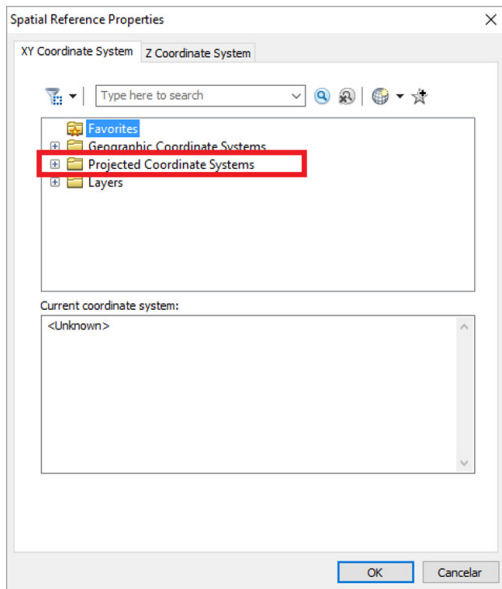 Spatial Reference Properties
XY Coordinate System Z Coordinate System
Type here to search
Favorites
Geographic Coordinate Systems
Projected Coordinate Systems
Layers
Current coordinate system:
<Unknown>
OK Cancelar